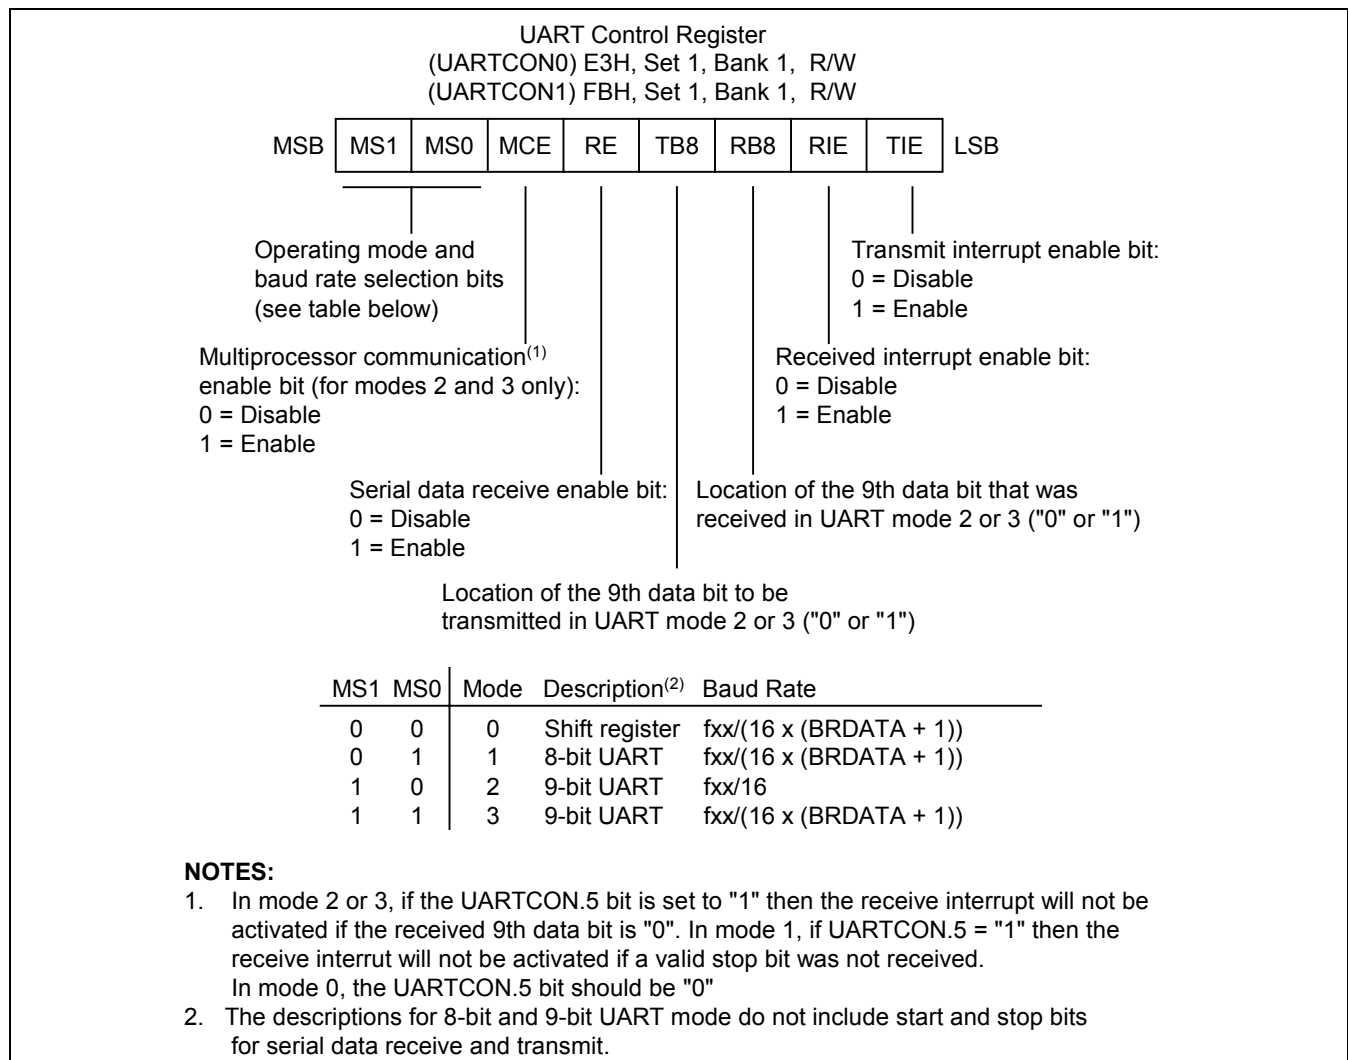 UART Control Register
(UARTCON0) E3H, Set 1, Bank 1, R/W
(UARTCON1) FBH, Set 1, Bank 1, R/W
MSB MS1 MS0 MCE RE TB8 RB8 RIE TIE LSB
Operating mode and
baud rate selection bits
(see table below)
Transmit interrupt enable bit:
0 = Disable
1 = Enable
Multiprocessor communication(1)
enable bit (for modes 2 and 3 only):
0 = Disable
1 = Enable
Received interrupt enable bit:
0 = Disable
1 = Enable
Serial data receive enable bit:
0 = Disable
1 = Enable
Location of the 9th data bit that was
received in UART mode 2 or 3 ("0" or "1")
Location of the 9th data bit to be
transmitted in UART mode 2 or 3 ("0" or "1")
MS1 MS0 Mode Description(2) Baud Rate
0 0 0 Shift register fxx/(16 x (BRDATA + 1))
0 1 1 8-bit UART fxx/(16 x (BRDATA + 1))
1 0 2 9-bit UART fxx/16
1 1 3 9-bit UART fxx/(16 x (BRDATA + 1))
NOTES:
1. In mode 2 or 3, if the UARTCON.5 bit is set to "1" then the receive interrupt will not be
activated if the received 9th data bit is "0". In mode 1, if UARTCON.5 = "1" then the
receive interrut will not be activated if a valid stop bit was not received.
In mode 0, the UARTCON.5 bit should be "0"
2. The descriptions for 8-bit and 9-bit UART mode do not include start and stop bits
for serial data receive and transmit.